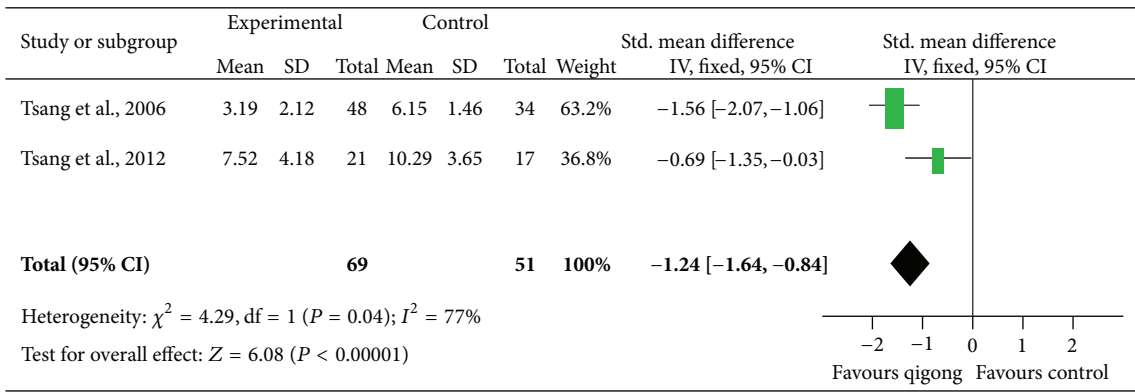 Study or subgroup Experimental Control Std. mean difference Std. mean difference
Mean SD Total Mean SD Total Weight IV, fixed, 95% CI IV, fixed, 95% CI
Tsang et al., 2006 3.19 2.12 48 6.15 1.46 34 63.2% −1.56 [−2.07, −1.06]
Tsang et al., 2012 7.52 4.18 21 10.29 3.65 17 36.8% −0.69 [−1.35, −0.03]
Total (95% CI) 69 51 100% −1.24 [−1.64, −0.84]
Heterogeneity: χ² = 4.29, df = 1 (P = 0.04); I² = 77%
Test for overall effect: Z = 6.08 (P < 0.00001)
−2 −1 0 1 2
Favours qigong Favours control